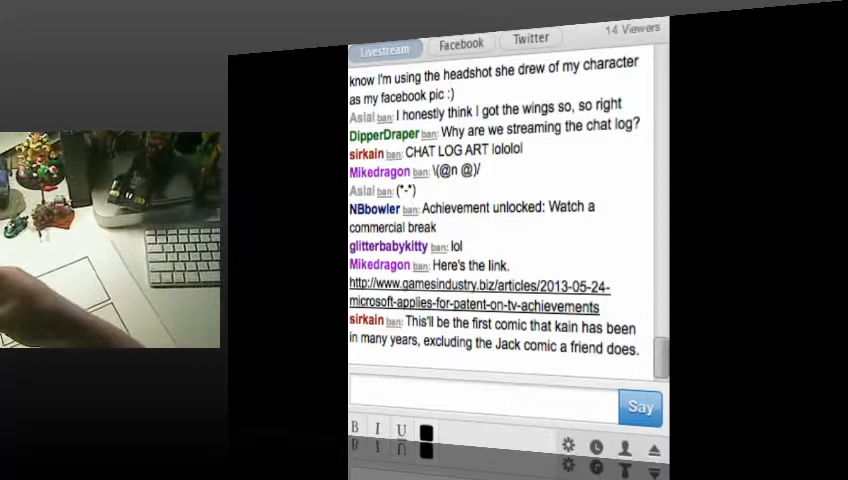 Livestream Facebook Twitter 14 Viewers
know I'm using the headshot she drew of my character
as my facebook pic :)
Aslal ban: I honestly think I got the wings so, so right
DipperDraper ban: Why are we streaming the chat log?
sirkain ban: CHAT LOG ART lololol
Mikedragon ban: \(@n @)/
Aslal ban: (*-*)
NBbowler ban: Achievement unlocked: Watch a
commercial break
glitterbabykitty ban: lol
Mikedragon ban: Here's the link.
http://www.gamesindustry.biz/articles/2013-05-24-
microsoft-applies-for-patent-on-tv-achievements
sirkain ban: This'll be the first comic that kain has been
in many years, excluding the Jack comic a friend does.
Say
B I U